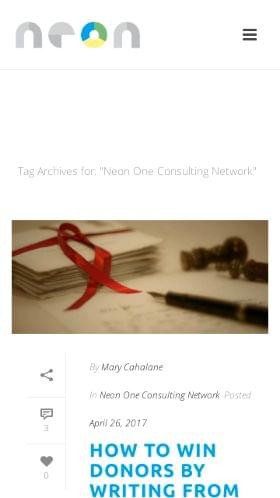 neon
Tag Archives for: "Neon One Consulting Network"
By Mary Cahalane
In Neon One Consulting Network Posted
April 26, 2017
3
0
HOW TO WIN
DONORS BY
WRITING FROM